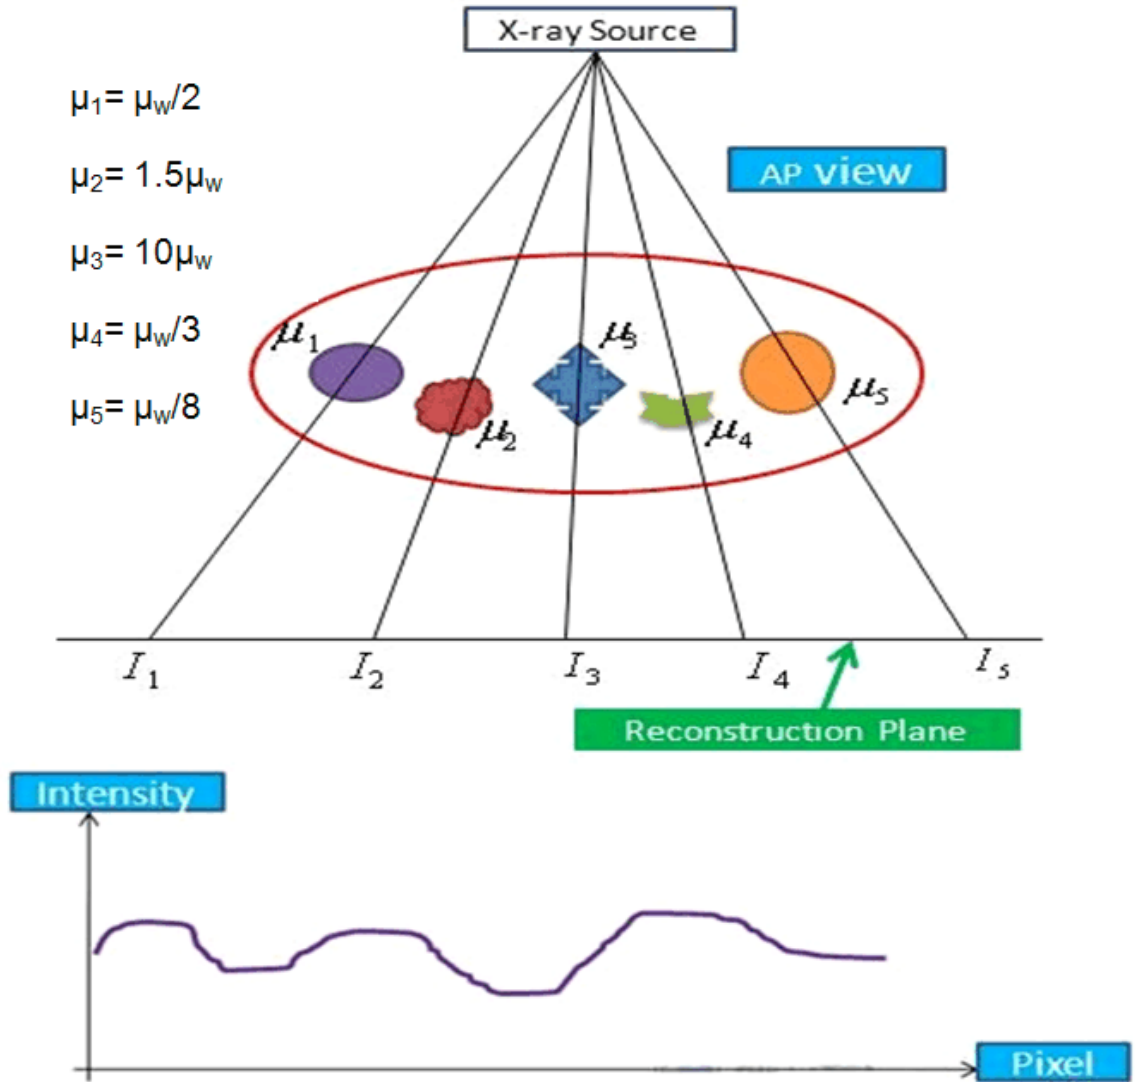 X-ray Source
μ₁= μw/2
AP view
μ₂= 1.5μw
μ₃= 10μw
μ₄= μw/3
μ₅= μw/8
μ₁
μ₃
μ₅
μ₂
μ₄
I₁
I₂
I₃
I₄
I₅
Reconstruction Plane
Intensity
Pixel